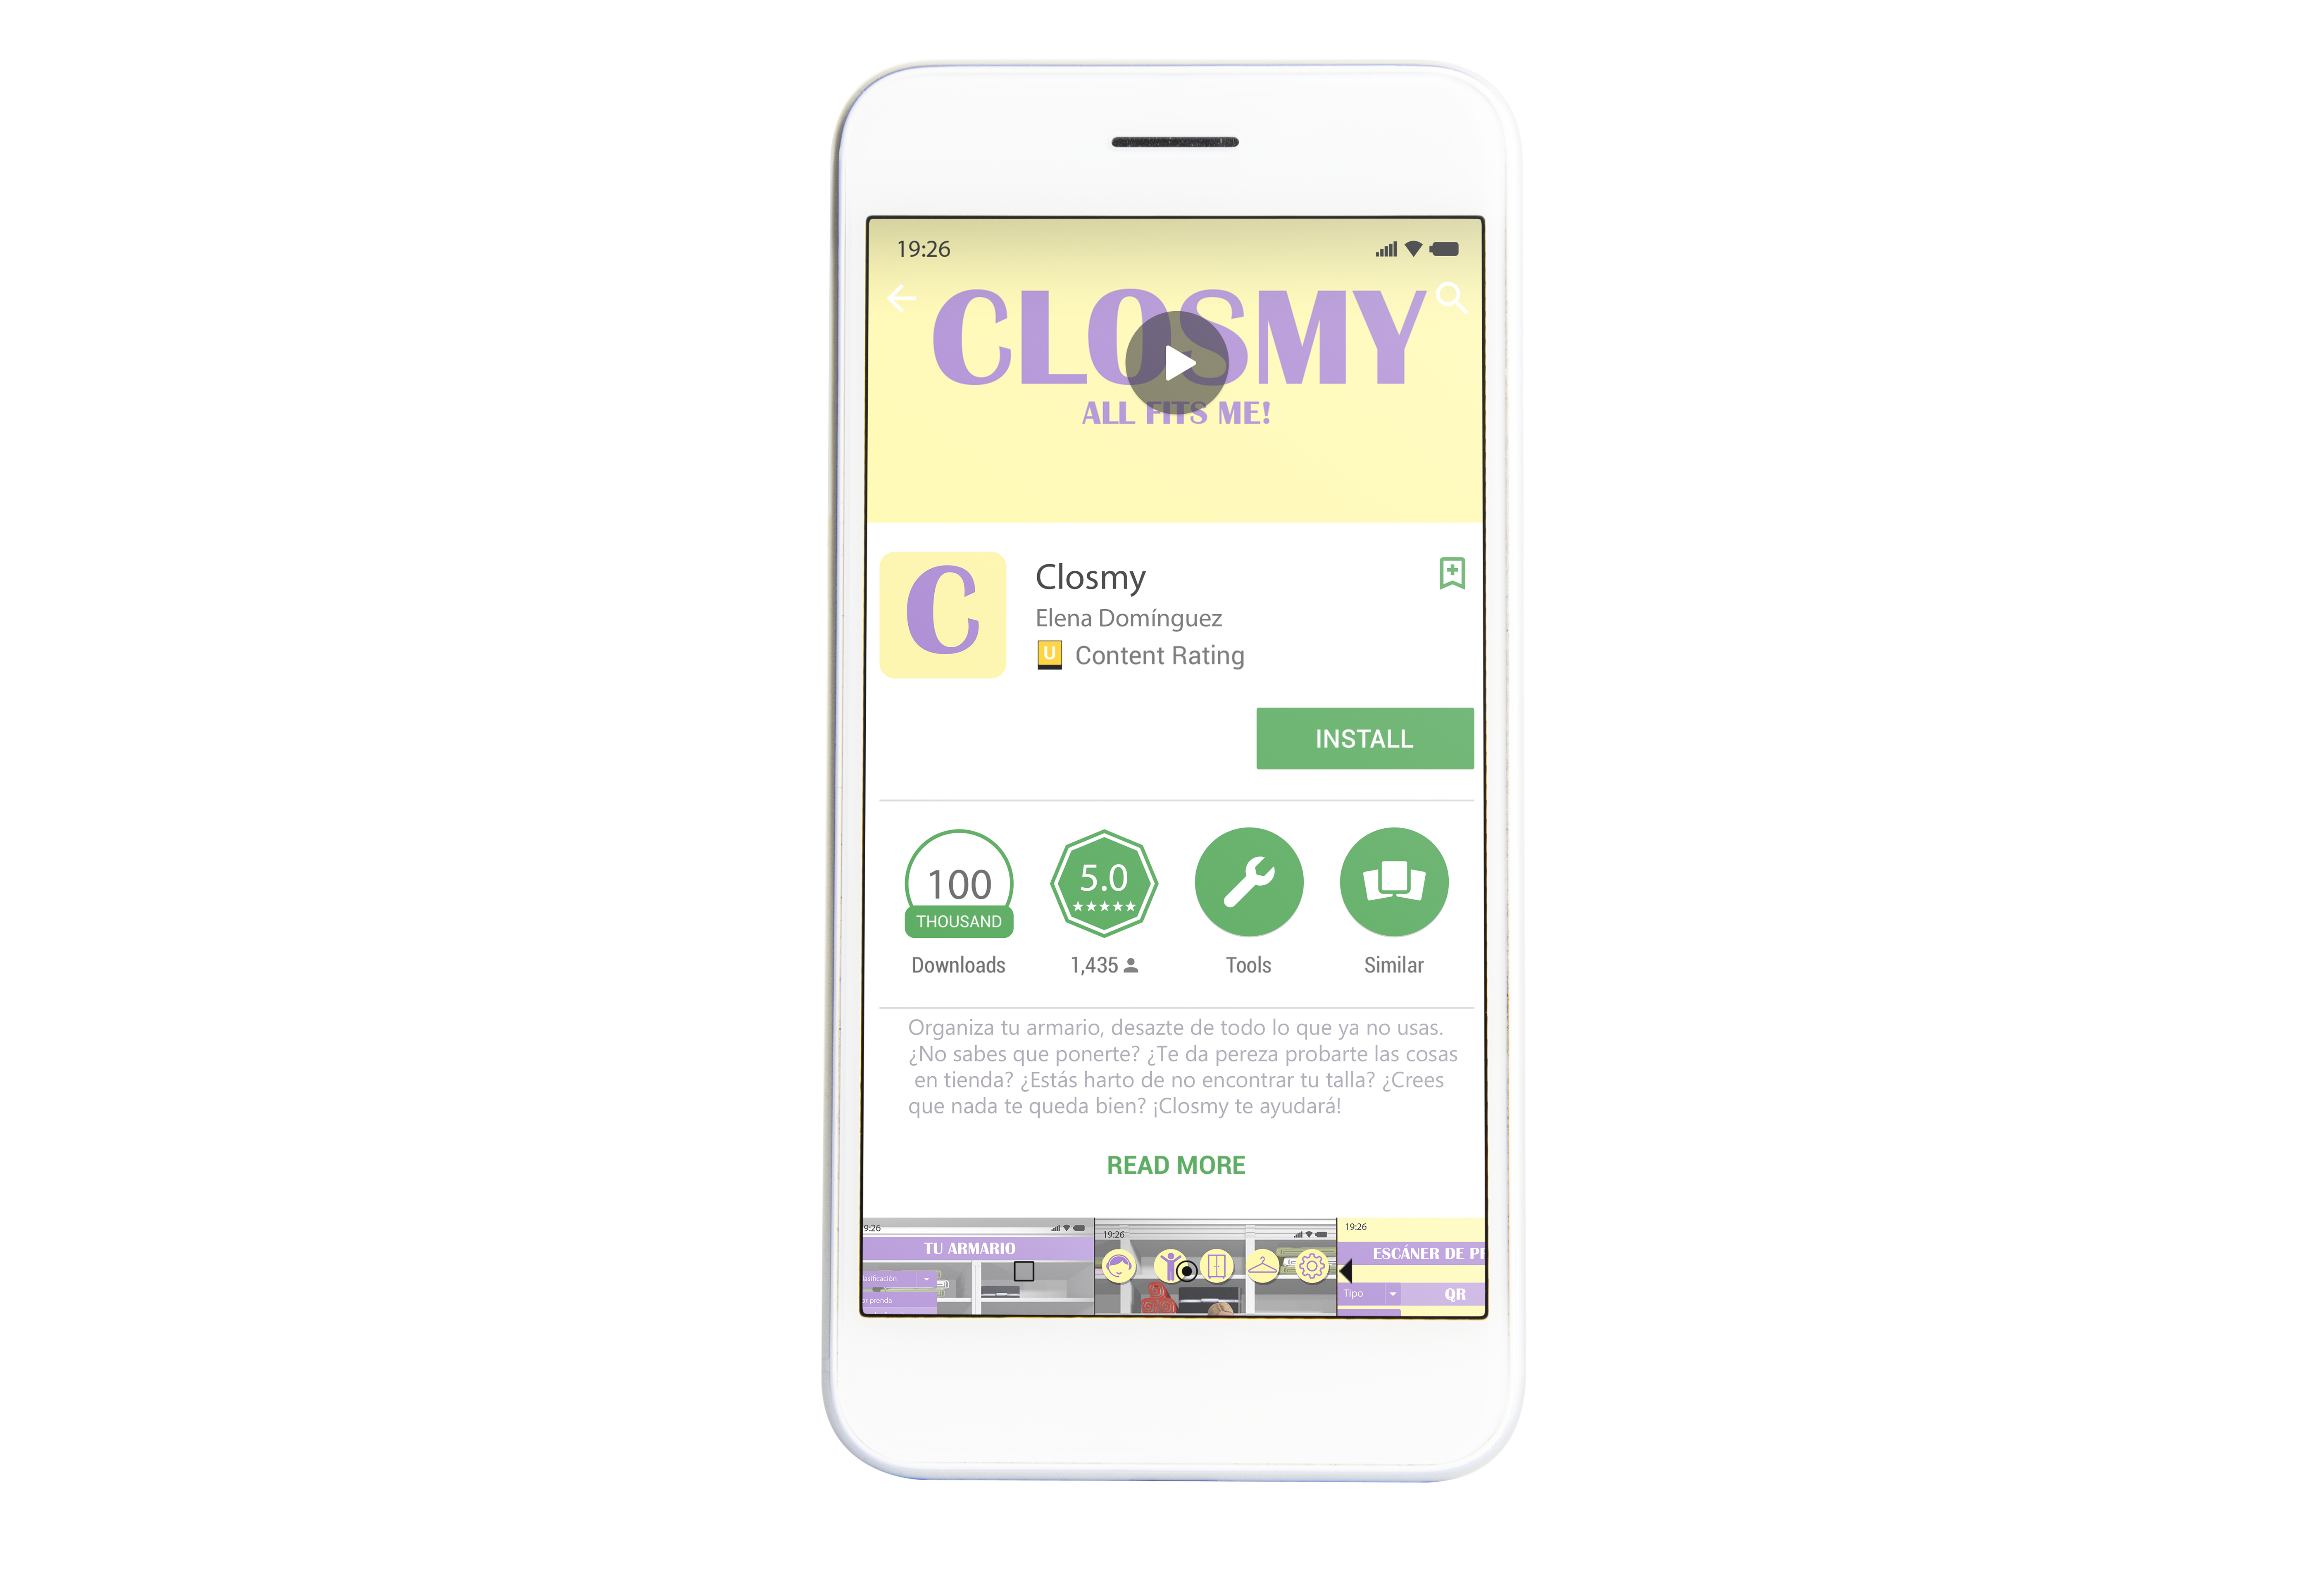 19:26
CLOSMY
ALL FITS ME!
C
Closmy
Elena Domínguez
U Content Rating
INSTALL
100
THOUSAND
5.0
Downloads
1,435
Tools
Similar
Organiza tu armario, desazte de todo lo que ya no usas.
¿No sabes que ponerte? ¿Te da pereza probarte las cosas
en tienda? ¿Estás harto de no encontrar tu talla? ¿Crees
que nada te queda bien? ¡Closmy te ayudará!
READ MORE
9:26
TU ARMARIO
lasificación
or prenda
19:26
19:26
ESCÁNER DE
Tipo
QR